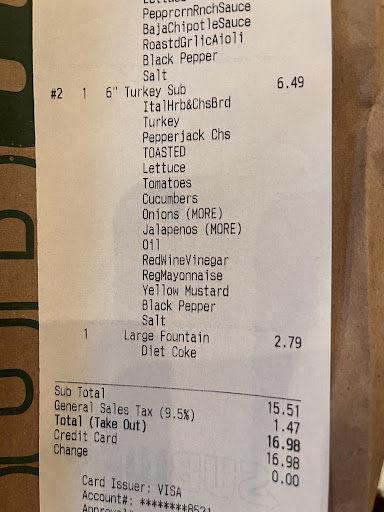 PepprcrnRnchSauce
BajaChipotleSauce
RoastdGrlicAioli
Black Pepper
Salt
#2 1 6" Turkey Sub 6.49
ItalHrb&ChsBrd
Turkey
Pepperjack Chs
TOASTED
Lettuce
Tomatoes
Cucumbers
Onions (MORE)
Jalapenos (MORE)
Oil
RedWineVinegar
RegMayonnaise
Yellow Mustard
Black Pepper
Salt
1 Large Fountain 2.79
Diet Coke
Sub Total 15.51
General Sales Tax (9.5%) 1.47
Total (Take Out) 16.98
Credit Card 16.98
Change 0.00
Card Issuer: VISA
Account#: ********8521